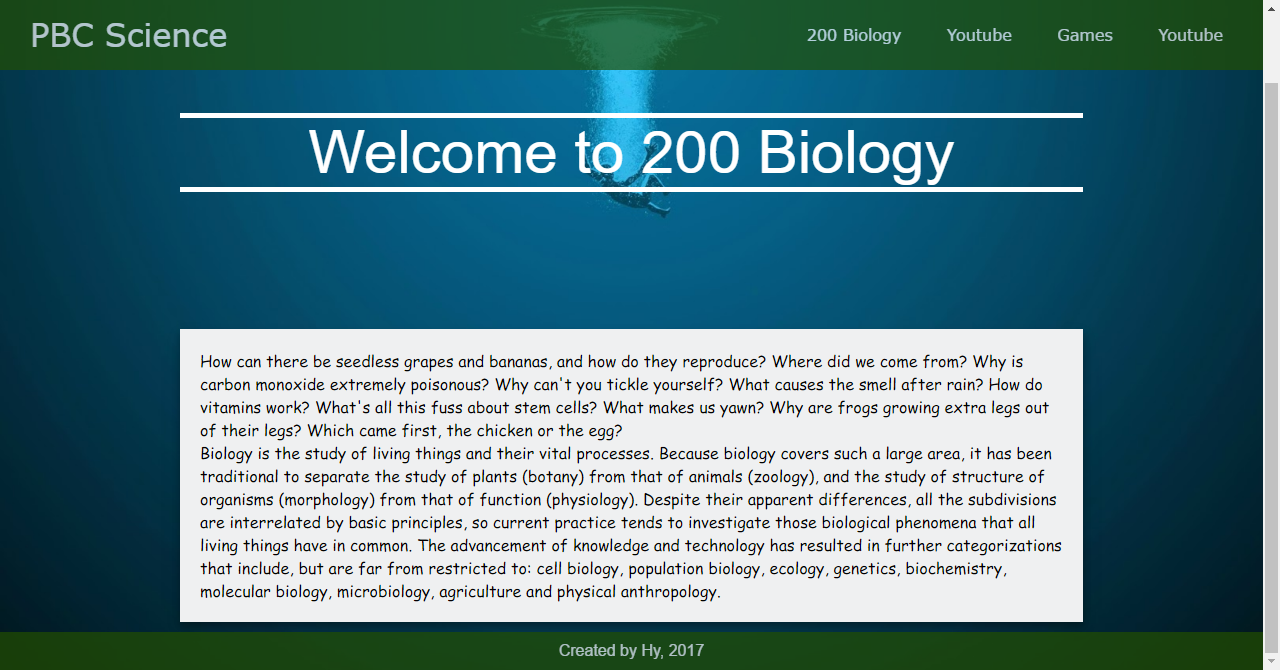 PBC Science
200 Biology Youtube Games Youtube
Welcome to 200 Biology
How can there be seedless grapes and bananas, and how do they reproduce? Where did we come from? Why is
carbon monoxide extremely poisonous? Why can't you tickle yourself? What causes the smell after rain? How do
vitamins work? What's all this fuss about stem cells? What makes us yawn? Why are frogs growing extra legs out
of their legs? Which came first, the chicken or the egg?
Biology is the study of living things and their vital processes. Because biology covers such a large area, it has been
traditional to separate the study of plants (botany) from that of animals (zoology), and the study of structure of
organisms (morphology) from that of function (physiology). Despite their apparent differences, all the subdivisions
are interrelated by basic principles, so current practice tends to investigate those biological phenomena that all
living things have in common. The advancement of knowledge and technology has resulted in further categorizations
that include, but are far from restricted to: cell biology, population biology, ecology, genetics, biochemistry,
molecular biology, microbiology, agriculture and physical anthropology.
Created by Hy, 2017